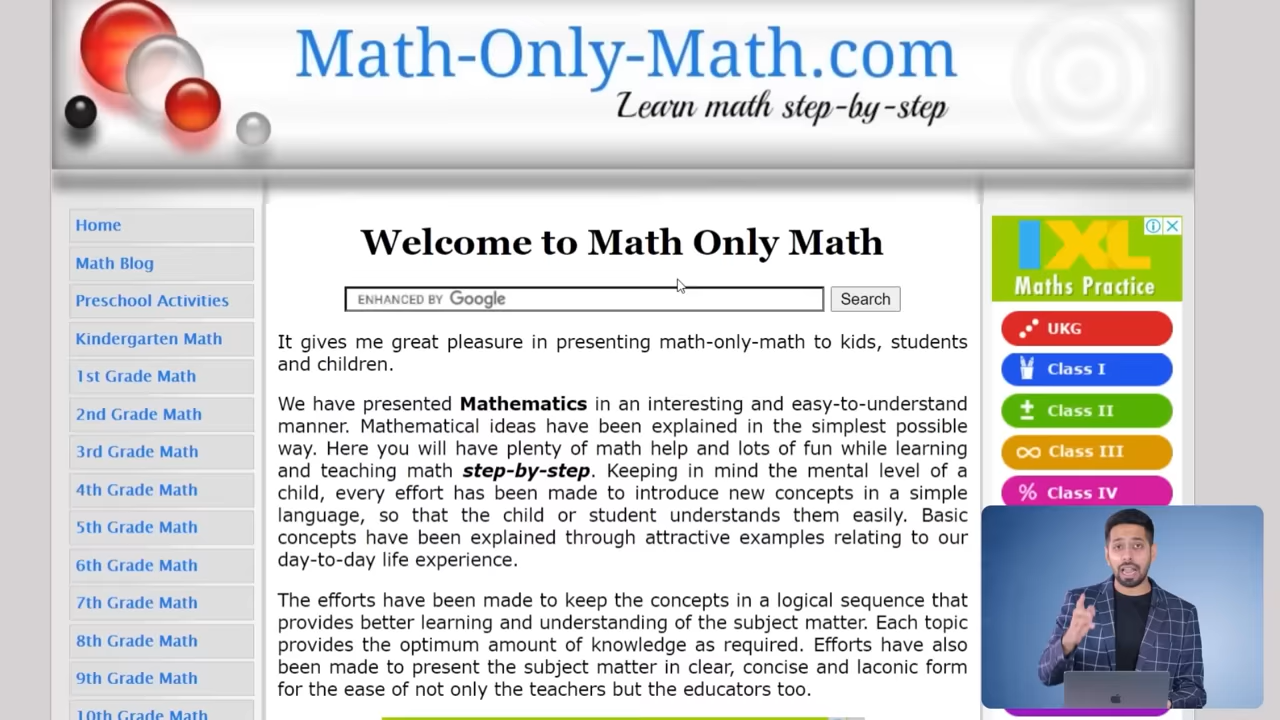 Math-Only-Math.com
Learn math step-by-step
Home
Math Blog
Preschool Activities
Kindergarten Math
1st Grade Math
2nd Grade Math
3rd Grade Math
4th Grade Math
5th Grade Math
6th Grade Math
7th Grade Math
8th Grade Math
9th Grade Math
10th Grade Math
Welcome to Math Only Math
ENHANCED BY Google
Search
It gives me great pleasure in presenting math-only-math to kids, students
and children.
We have presented Mathematics in an interesting and easy-to-understand
manner. Mathematical ideas have been explained in the simplest possible
way. Here you will have plenty of math help and lots of fun while learning
and teaching math step-by-step. Keeping in mind the mental level of a
child, every effort has been made to introduce new concepts in a simple
language, so that the child or student understands them easily. Basic
concepts have been explained through attractive examples relating to our
day-to-day life experience.
The efforts have been made to keep the concepts in a logical sequence that
provides better learning and understanding of the subject matter. Each topic
provides the optimum amount of knowledge as required. Efforts have also
been made to present the subject matter in clear, concise and laconic form
for the ease of not only the teachers but the educators too.
IXL
Maths Practice
UKG
Class I
Class II
Class III
Class IV